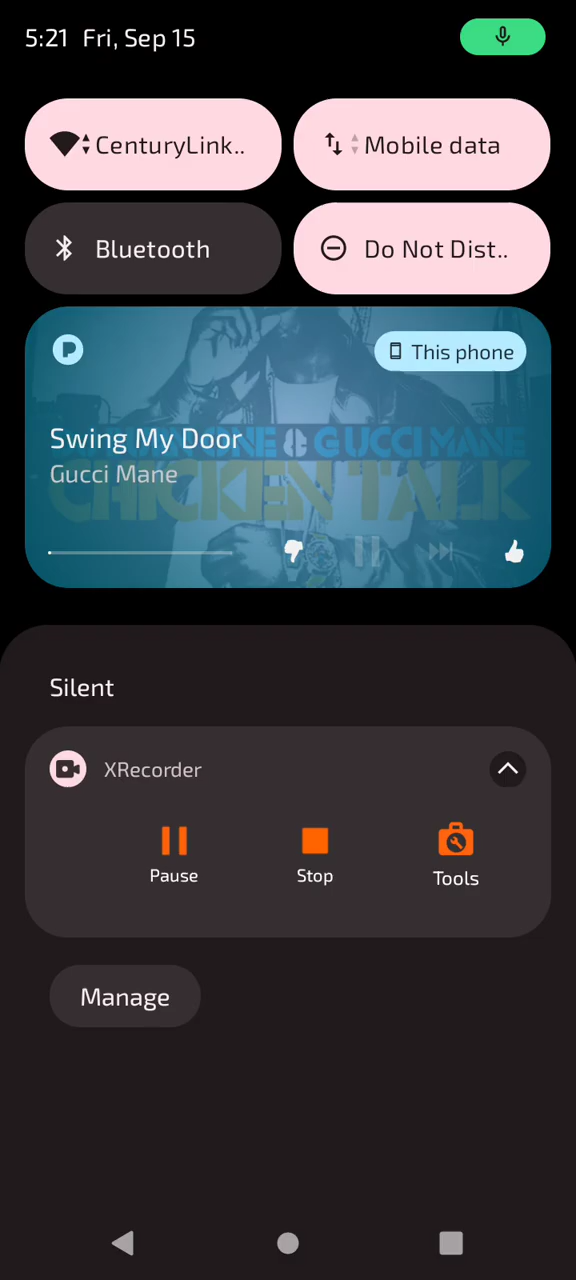 5:21 Fri, Sep 15
CenturyLink..
Mobile data
Bluetooth
Do Not Dist..
This phone
Swing My Door
Gucci Mane
GUCCI MANE
CHICKEN TALK
Silent
XRecorder
Pause
Stop
Tools
Manage